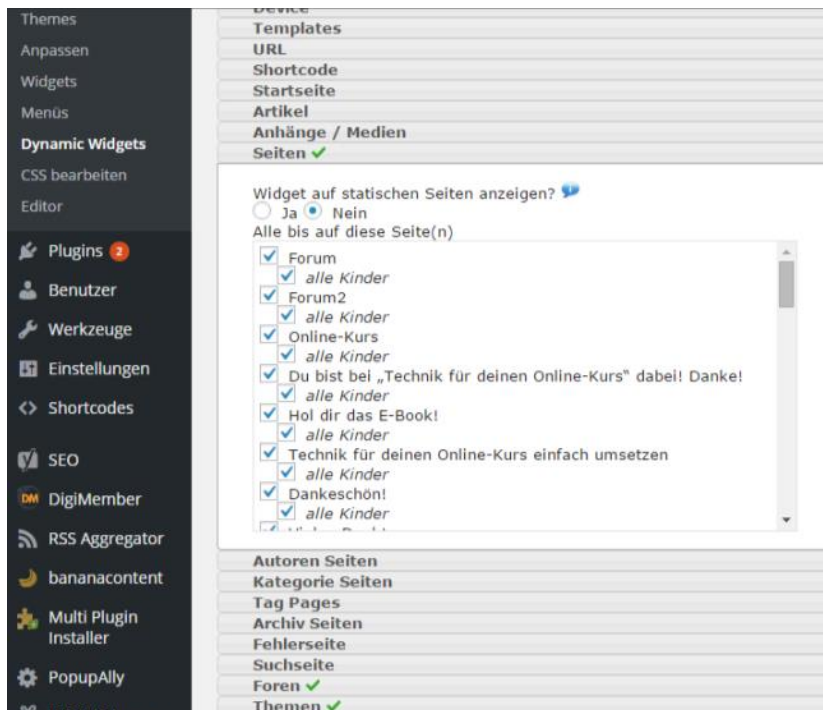 Themes
Anpassen
Widgets
Menüs
Dynamic Widgets
CSS bearbeiten
Editor
Plugins 2
Benutzer
Werkzeuge
Einstellungen
Shortcodes
SEO
DigiMember
RSS Aggregator
bananacontent
Multi Plugin
Installer
PopupAlly
Device
Templates
URL
Shortcode
Startseite
Artikel
Anhänge / Medien
Seiten
Widget auf statischen Seiten anzeigen?
Ja Nein
Alle bis auf diese Seite(n)
Forum
alle Kinder
Forum2
alle Kinder
Online-Kurs
alle Kinder
Du bist bei „Technik für deinen Online-Kurs“ dabei! Danke!
alle Kinder
Hol dir das E-Book!
alle Kinder
Technik für deinen Online-Kurs einfach umsetzen
alle Kinder
Dankeschön!
alle Kinder
Autoren Seiten
Kategorie Seiten
Tag Pages
Archiv Seiten
Fehlerseite
Suchseite
Foren
Themen